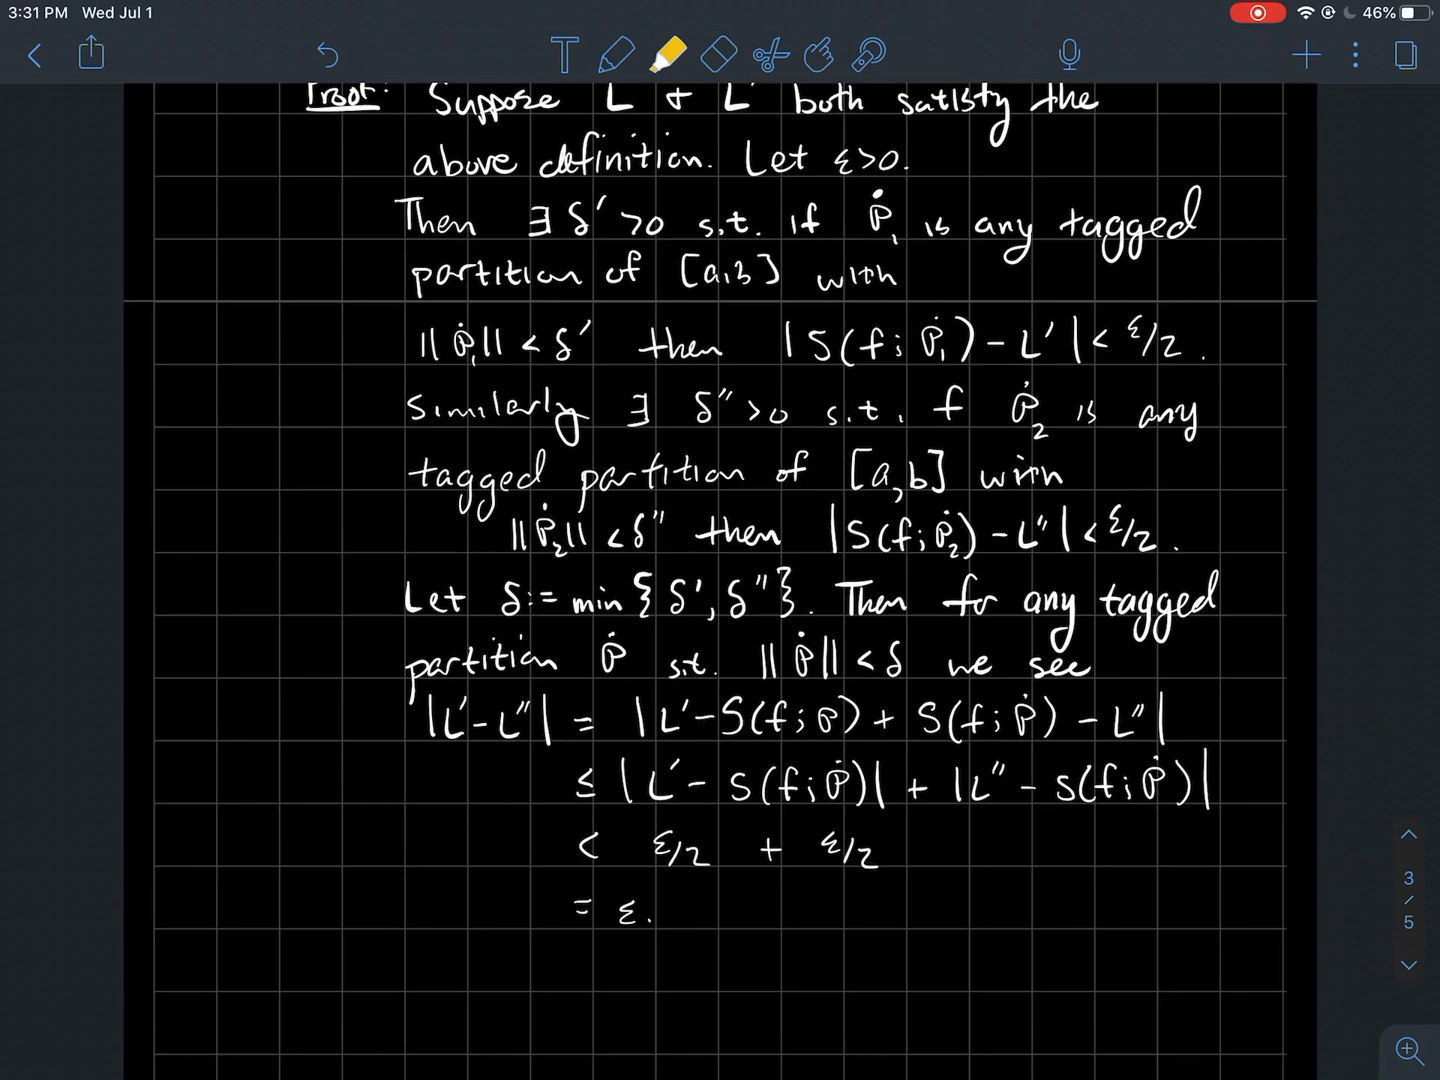 3:31 PM Wed Jul 1
46%
Proof: Suppose L' & L" both satisfy the
above definition. Let ε>0.
Then ∃ δ' >0 s.t. if Ṗ₁ is any tagged
partition of [a,b] with
||Ṗ₁|| < δ' then |S(f; Ṗ₁) - L'| < ε/2.
Similarly ∃ δ">0 s.t. if Ṗ₂ is any
tagged partition of [a,b] with
||Ṗ₂|| < δ" then |S(f; Ṗ₂) - L"| < ε/2.
Let δ := min {δ', δ"}. Then for any tagged
partition Ṗ s.t. ||Ṗ|| < δ we see
|L' - L"| = |L' - S(f; P) + S(f; Ṗ) - L"|
≤ |L' - S(f; Ṗ)| + |L" - S(f; Ṗ)|
< ε/2 + ε/2
= ε.
3
/
5